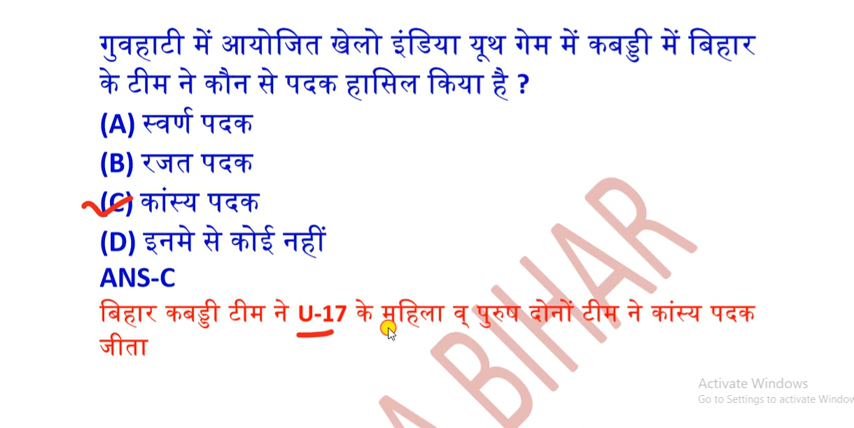 गुवहाटी में आयोजित खेलो इंडिया यूथ गेम में कबड्डी में बिहार
के टीम ने कौन से पदक हासिल किया है ?
(A) स्वर्ण पदक
(B) रजत पदक
(C) कांस्य पदक
(D) इनमे से कोई नहीं
ANS-C
बिहार कबड्डी टीम ने U-17 के महिला व् पुरुष दोनों टीम ने कांस्य पदक
जीता
A BIHAR
Activate Windows
Go to Settings to activate Window